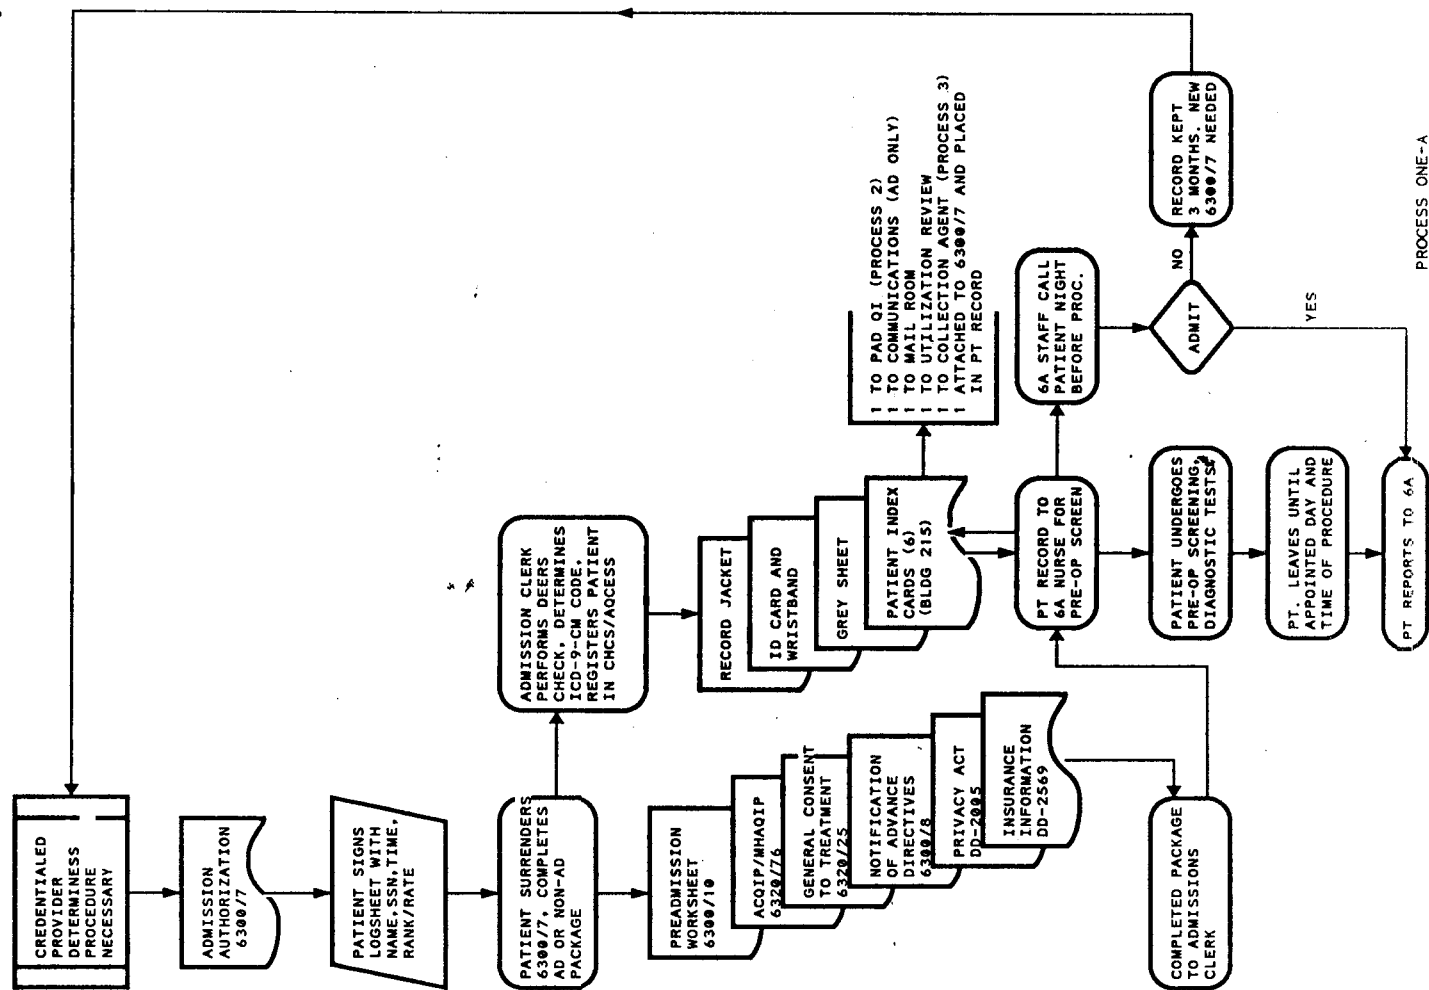 CREDENTIALED
PROVIDER
DETERMINESS
PROCEDURE
NECESSARY
ADMISSION
AUTHORIZATION
6300/7
PATIENT SIGNS
LOGSHEET WITH
NAME,SSN,TIME,
RANK/RATE
PATIENT SURRENDERS
6300/7, COMPLETES
AD OR NON-AD
PACKAGE
ADMISSION CLERK
PERFORMS DEERS
CHECK, DETERMINES
ICD-9-CM CODE,
REGISTERS PATIENT
IN CHCS/AQCESS
PREADMISSION
WORKSHEET
6300/10
ACQIP/MHAQIP
6320/76
GENERAL CONSENT
TO TREATMENT
6320/25
NOTIFICATION
OF ADVANCE
DIRECTIVES
6300/8
PRIVACY ACT
DD-2005
INSURANCE
INFORMATION
DD-2569
RECORD JACKET
ID CARD AND
WRISTBAND
GREY SHEET
PATIENT INDEX
CARDS (6)
(BLDG 215)
1 TO PAD QI (PROCESS 2)
1 TO COMMUNICATIONS (AD ONLY)
1 TO MAIL ROOM
1 TO UTILIZATION REVIEW
1 TO COLLECTION AGENT (PROCESS 3)
1 ATTACHED TO 6300/7 AND PLACED
IN PT RECORD
COMPLETED PACKAGE
TO ADMISSIONS
CLERK
PT RECORD TO
6A NURSE FOR
PRE-OP SCREEN
6A STAFF CALL
PATIENT NIGHT
BEFORE PROC.
PATIENT UNDERGOES
PRE-OP SCREENING,
DIAGNOSTIC TESTS
ADMIT
NO
YES
RECORD KEPT
3 MONTHS. NEW
6300/7 NEEDED
PT. LEAVES UNTIL
APPOINTED DAY AND
TIME OF PROCEDURE
PT REPORTS TO 6A
PROCESS ONE-A